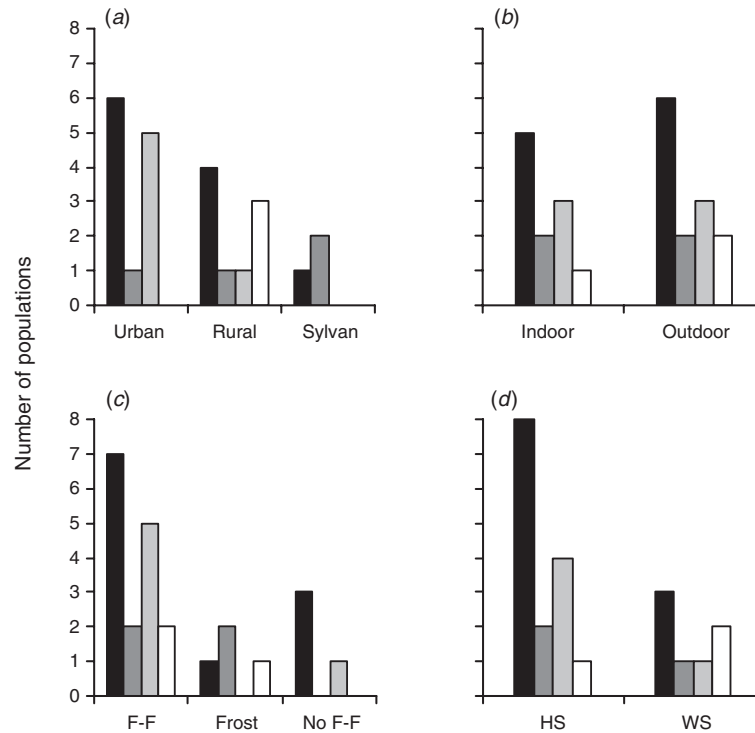 (a)
8
7
6
5
4
3
2
1
0
Urban Rural Sylvan
(b)
Indoor Outdoor
Number of populations
(c)
8
7
6
5
4
3
2
1
0
F-F Frost No F-F
(d)
HS WS